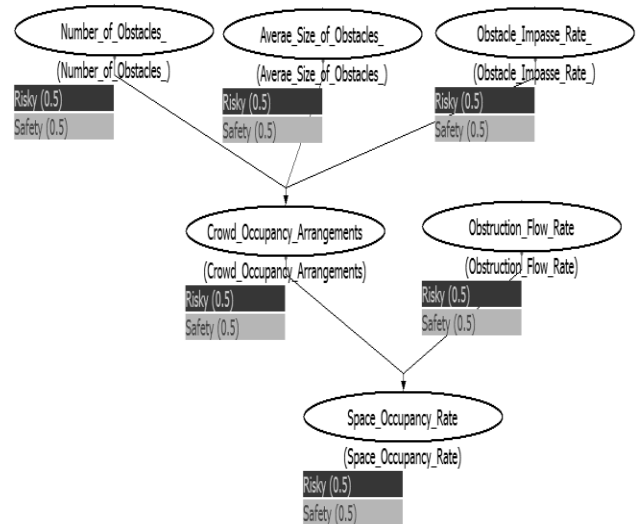 Number_of_Obstacles_
Averae_Size_of_Obstacles_
Obstacle_Impasse_Rate_
(Number_of_Obstacles_)
(Averae_Size_of_Obstacles_)
(Obstacle_Impasse_Rate_)
Risky (0.5)
Safety (0.5)
Risky (0.5)
Safety (0.5)
Risky (0.5)
Safety (0.5)
Crowd_Occupancy_Arrangements
Obstruction_Flow_Rate
(Crowd_Occupancy_Arrangements)
(Obstruction_Flow_Rate)
Risky (0.5)
Safety (0.5)
Risky (0.5)
Safety (0.5)
Space_Occupancy_Rate
(Space_Occupancy_Rate)
Risky (0.5)
Safety (0.5)